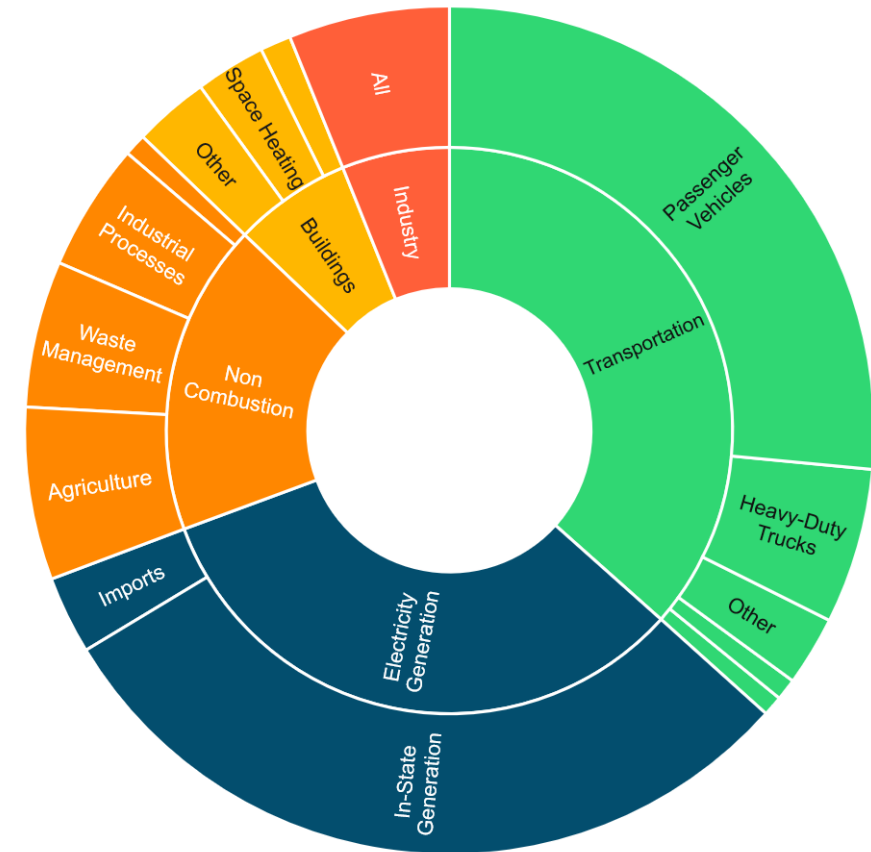 All
Space Heating
Other
Passenger
Vehicles
Industry
Buildings
Industrial
Processes
Transportation
Waste
Management
Non
Combustion
Agriculture
Heavy-Duty
Trucks
Other
Imports
Electricity
Generation
In-State
Generation